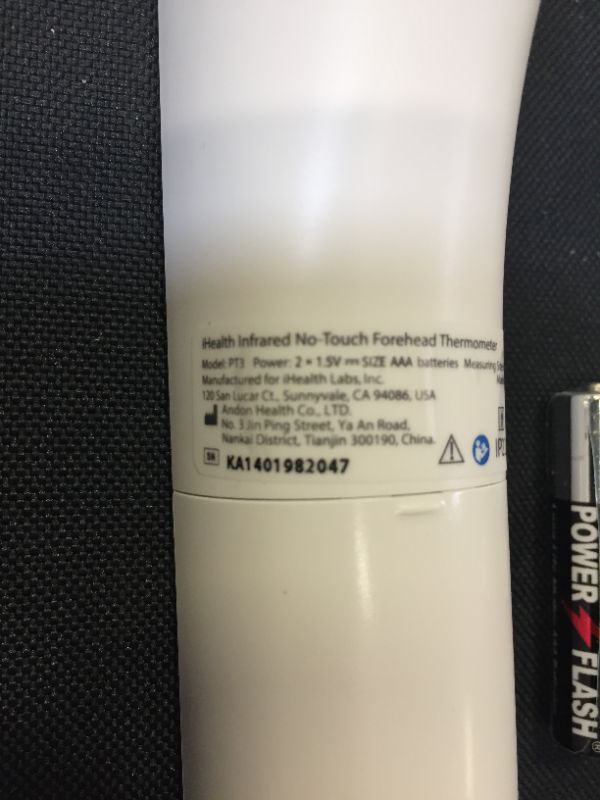 iHealth Infrared No-Touch Forehead Thermometer
Model: PT3 Power: 2 × 1.5V SIZE AAA batteries Measuring
Manufactured for iHealth Labs, Inc.
120 San Lucar Ct., Sunnyvale, CA 94086, USA
Andon Health Co., LTD.
No. 3 Jin Ping Street, Ya An Road,
Nankai District, Tianjin 300190, China.
SN KA1401982047
POWER FLASH